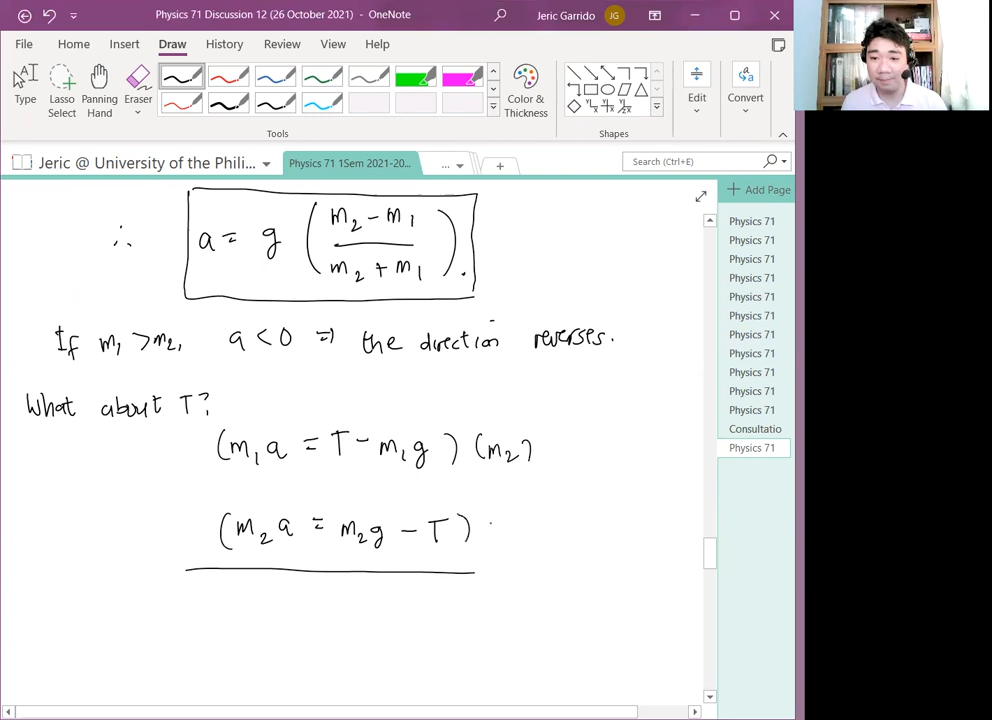 Physics 71 Discussion 12 (26 October 2021) - OneNote
Jeric Garrido JG
File Home Insert Draw History Review View Help
Type Lasso Select Panning Hand Eraser Color & Thickness Edit Convert
Tools Shapes
Jeric @ University of the Phili... Physics 71 1Sem 2021-20... ... + Search (Ctrl+E)
+ Add Page
Physics 71
Physics 71
Physics 71
Physics 71
Physics 71
Physics 71
Physics 71
Physics 71
Physics 71
Physics 71
Physics 71
Consultatio
Physics 71
∴ a = g ( m₂ - m₁ / m₂ + m₁ ).
If m₁ > m₂, a < 0 ⇒ the direction reverses.
What about T?
(m₁a = T - m₁g ) (m₂)
(m₂a = m₂g - T )